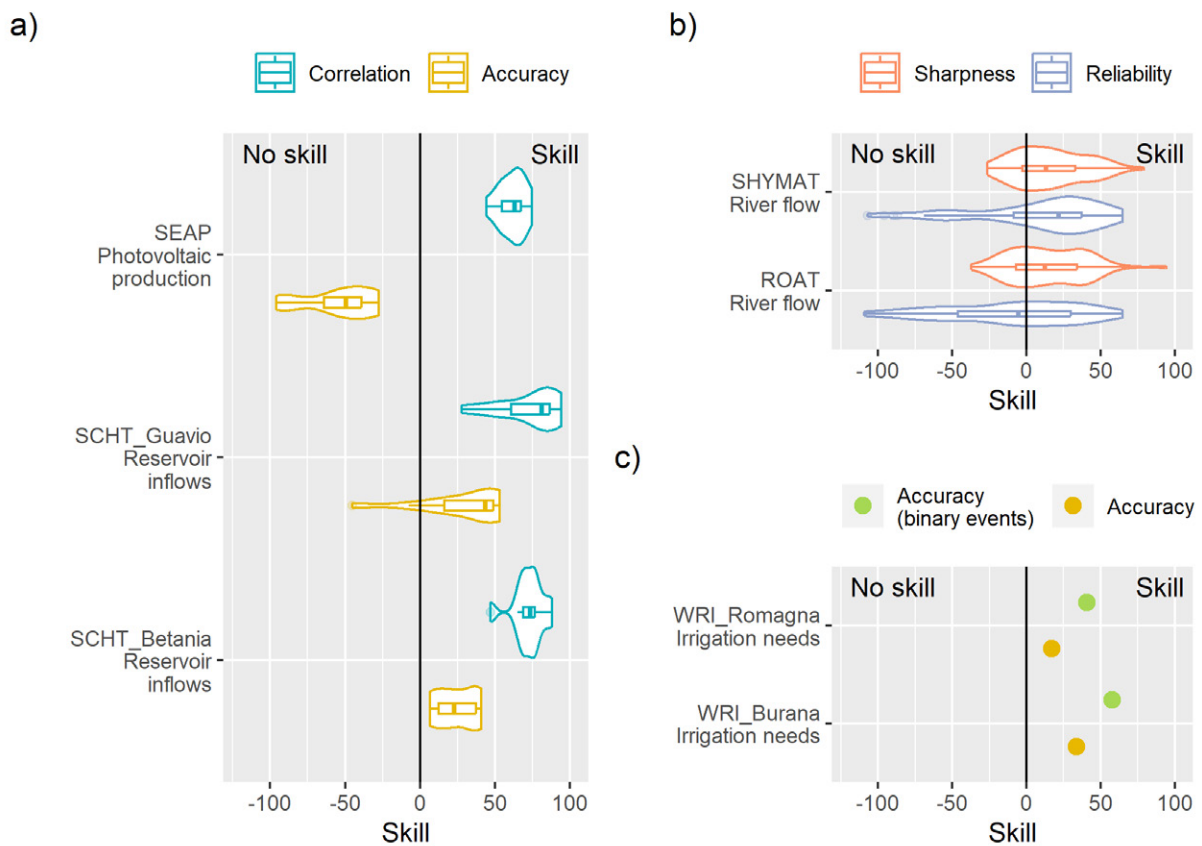 a)
Correlation
Accuracy
No skill
Skill
SEAP
Photovoltaic
production
SCHT_Guavio
Reservoir
inflows
SCHT_Betania
Reservoir
inflows
-100
-50
0
50
100
Skill
b)
Sharpness
Reliability
No skill
Skill
SHYMAT
River flow
ROAT
River flow
-100
-50
0
50
100
Skill
c)
Accuracy
(binary events)
Accuracy
No skill
Skill
WRI_Romagna
Irrigation needs
WRI_Burana
Irrigation needs
-100
-50
0
50
100
Skill